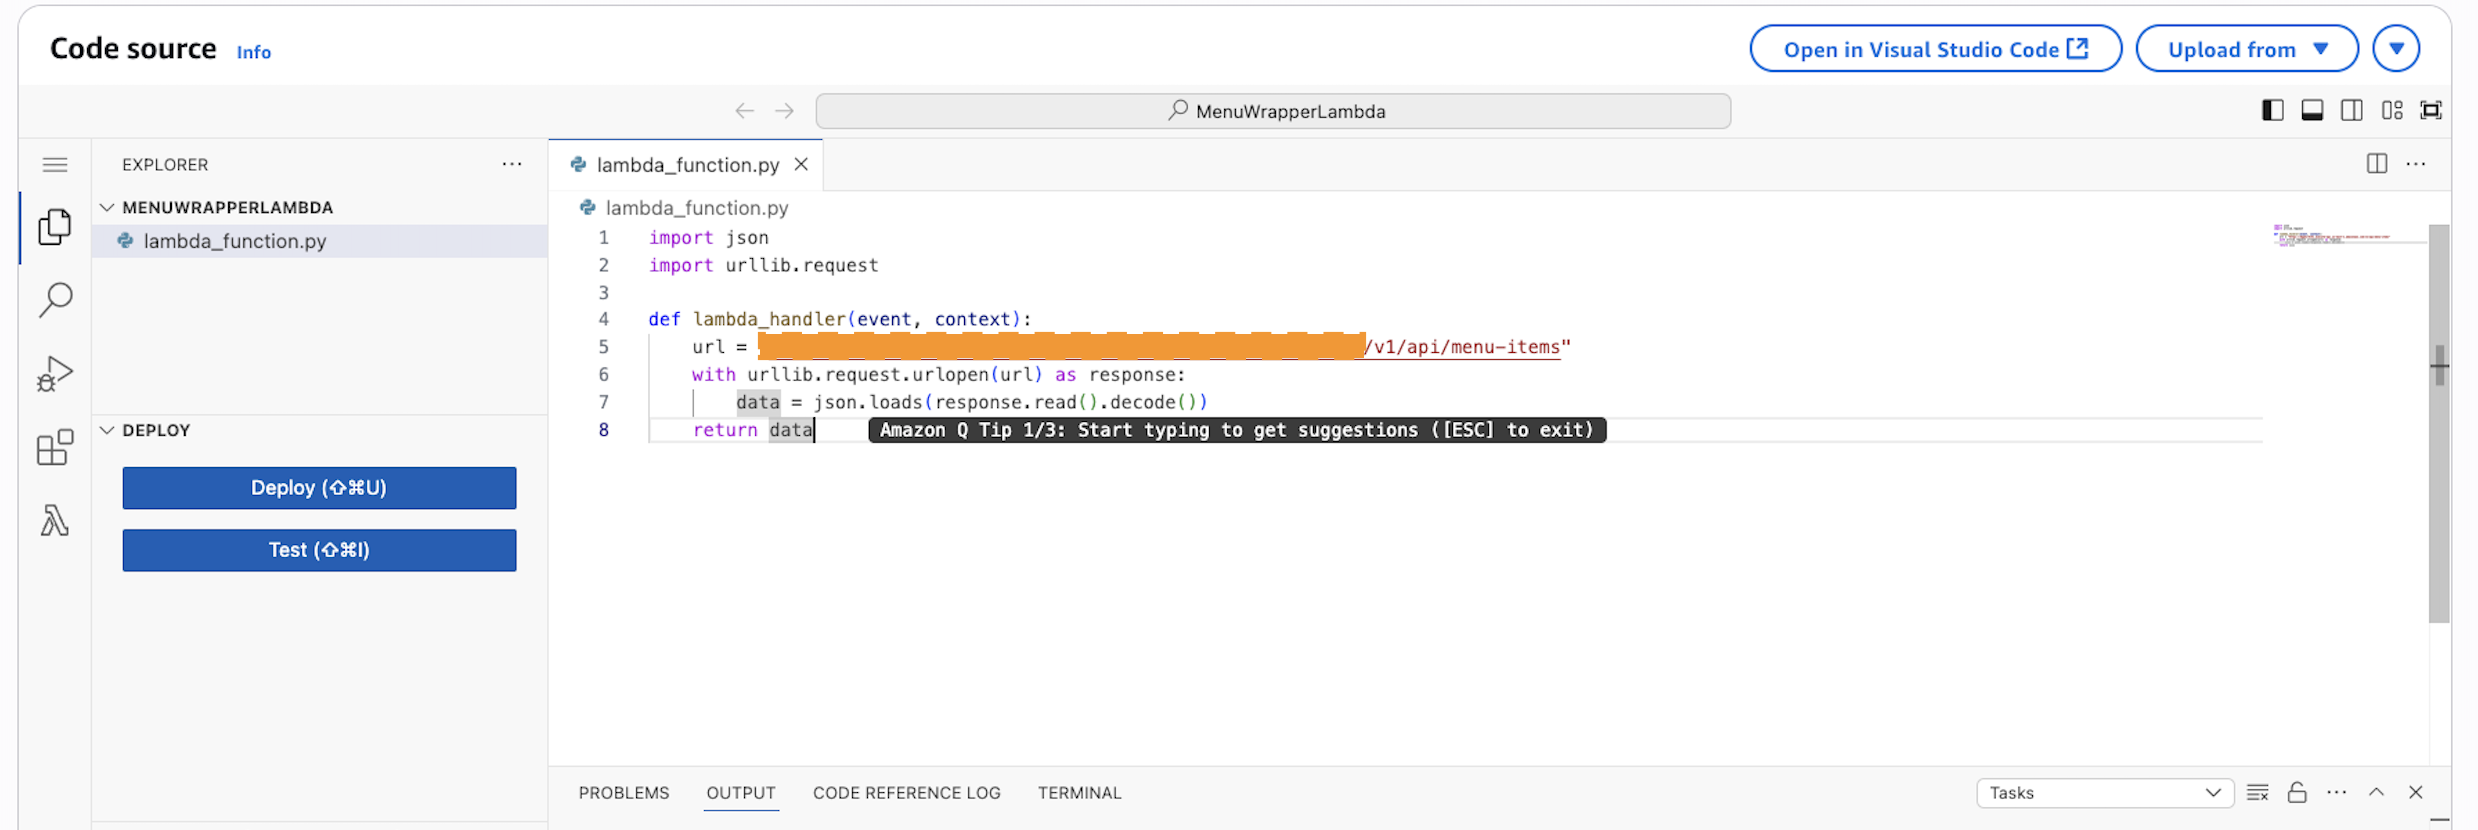 Code source Info Open in Visual Studio Code Upload from
MenuWrapperLambda
EXPLORER ...
lambda_function.py
MENUWRAPPERLAMBDA
lambda_function.py
lambda_function.py
1 import json
2 import urllib.request
3
4 def lambda_handler(event, context):
5 url = /v1/api/menu-items"
6 with urllib.request.urlopen(url) as response:
7 data = json.loads(response.read().decode())
8 return data Amazon Q Tip 1/3: Start typing to get suggestions ([ESC] to exit)
DEPLOY
Deploy (⇧⌘U)
Test (⇧⌘I)
PROBLEMS OUTPUT CODE REFERENCE LOG TERMINAL Tasks